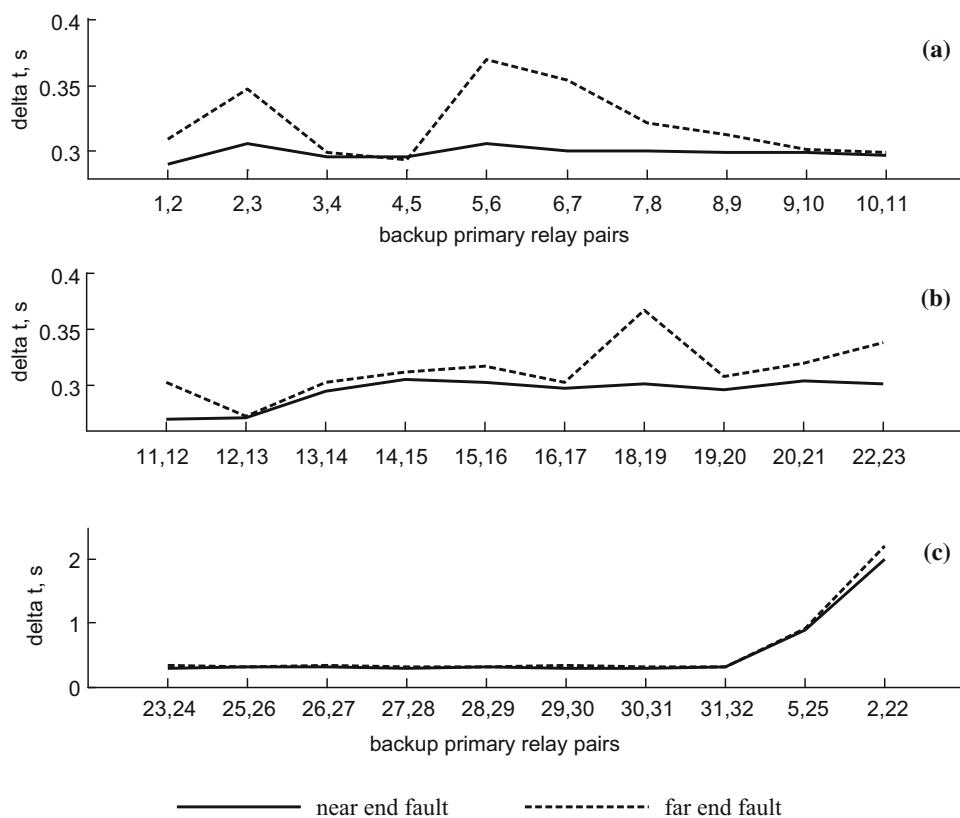 0.4
(a)
delta t, s
0.35
0.3
1,2 2,3 3,4 4,5 5,6 6,7 7,8 8,9 9,10 10,11
backup primary relay pairs
0.4
(b)
delta t, s
0.35
0.3
11,12 12,13 13,14 14,15 15,16 16,17 18,19 19,20 20,21 22,23
2
(c)
delta t, s
1
0
23,24 25,26 26,27 27,28 28,29 29,30 30,31 31,32 5,25 2,22
backup primary relay pairs
near end fault far end fault